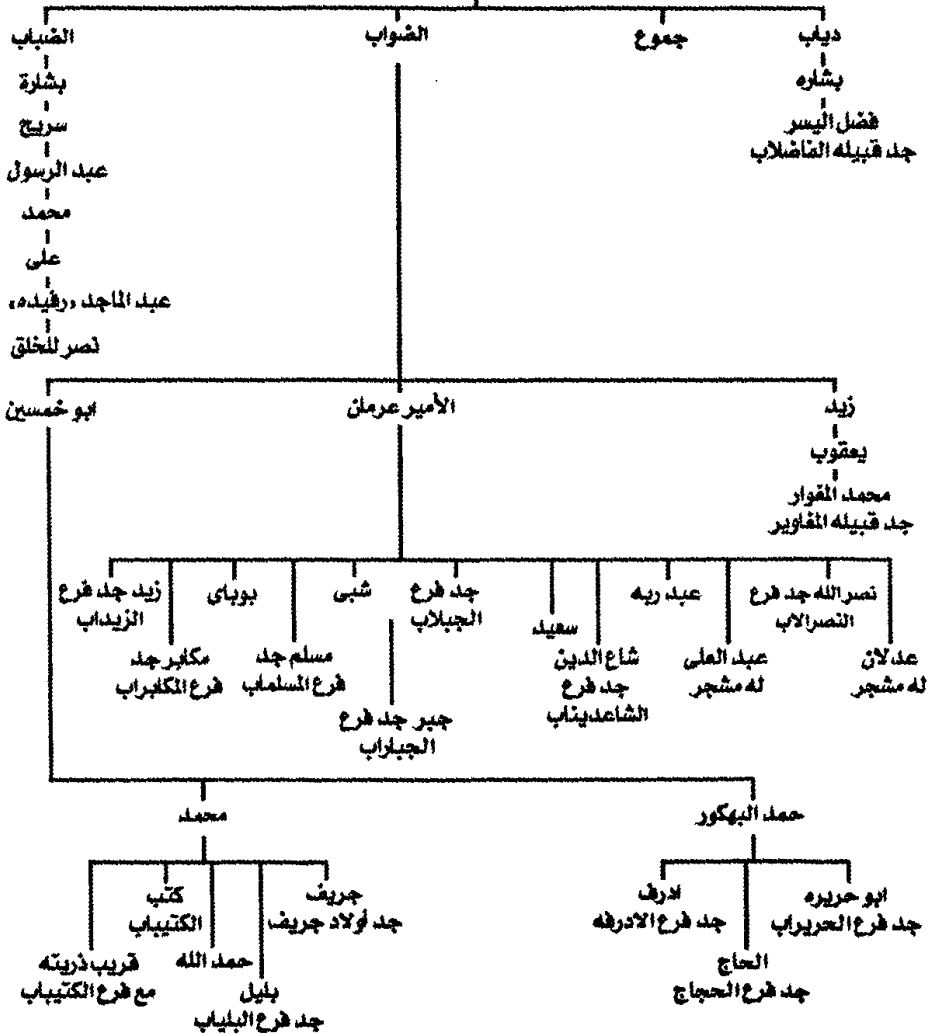 دياب
جموع
الضواب
الضباب
بشاره
فضل اليسر
جد قبيله الفاضلاب
بشارة
سريح
عبد الرسول
محمد
على
عبد الماجد «رفيده»
نصر للخلق
زيد
الأمير عرمان
ابو خمسين
يعقوب
محمد المقوار
جد قبيله المغاوير
عدلان
له مشجر
نصر الله جد فرع
النصرالاب
عبد العلى
له مشجر
عبد ربه
شاع الدين
جد فرع
الشاعديناب
سعيد
جد فرع
الجبلاب
جبر جد فرع
الجباراب
شبى
مسلم جد
فرع المسلماب
بوباى
مكابر جد
فرع المكابراب
زيد جد فرع
الزيداب
حمد البهكور
محمد
ابو حريره
جد فرع الحريراب
الحاج
جد فرع الحجاج
ادرف
جد فرع الادرفه
جريف
جد أولاد جريف
بليل
جد فرع البلياب
حمد الله
كتب
الكتيباب
قريب ذريته
مع فرع الكتيباب